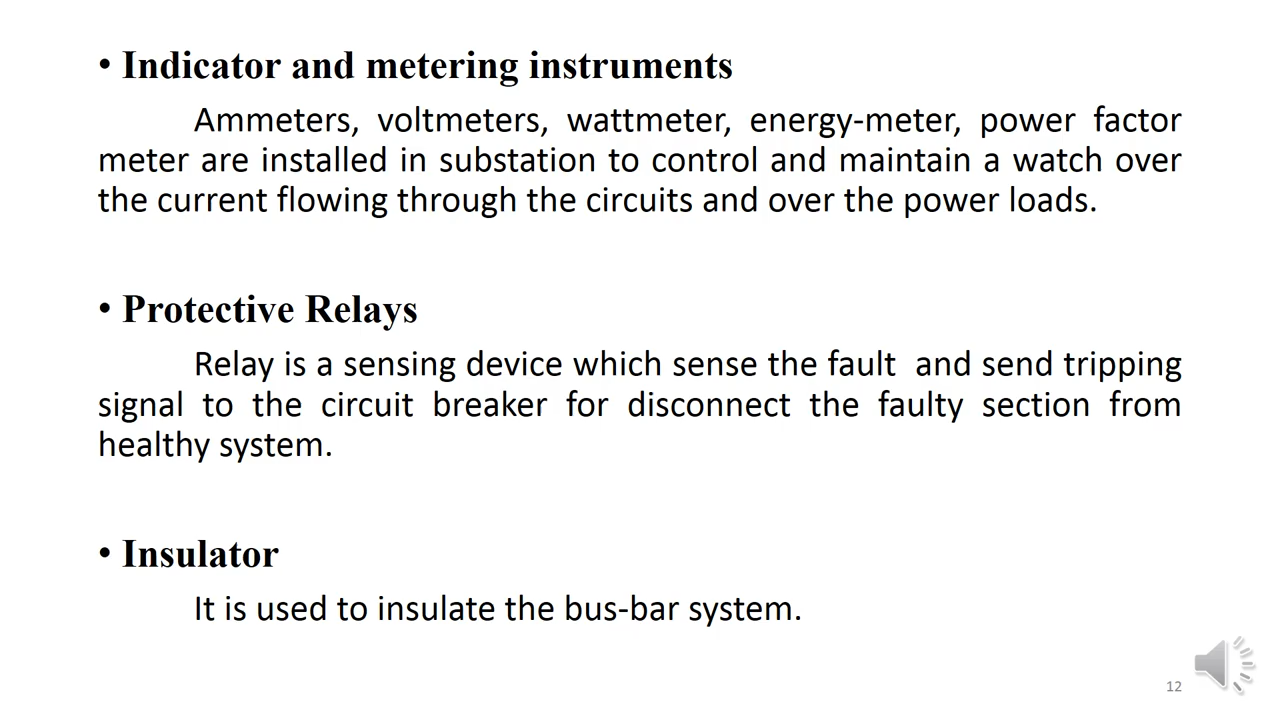 • Indicator and metering instruments
Ammeters, voltmeters, wattmeter, energy-meter, power factor
meter are installed in substation to control and maintain a watch over
the current flowing through the circuits and over the power loads.
• Protective Relays
Relay is a sensing device which sense the fault  and send tripping
signal to the circuit breaker for disconnect the faulty section from
healthy system.
• Insulator
It is used to insulate the bus-bar system.
12